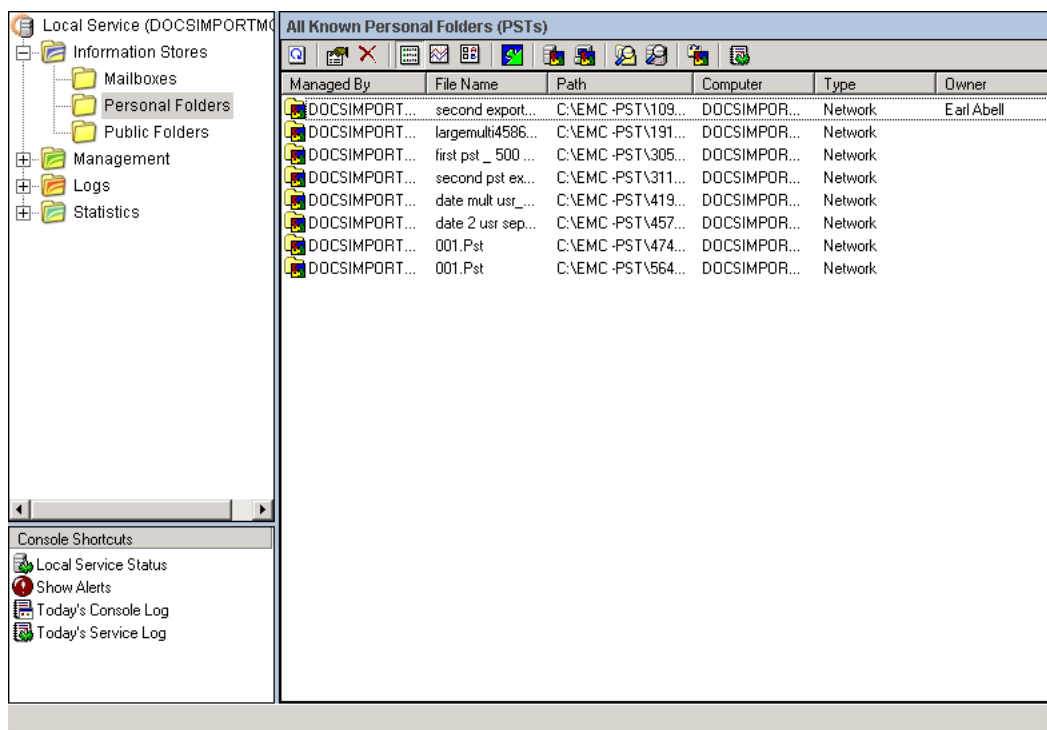 Local Service (DOCSIMPORTM
Information Stores
Mailboxes
Personal Folders
Public Folders
Management
Logs
Statistics
Console Shortcuts
Local Service Status
Show Alerts
Today's Console Log
Today's Service Log
All Known Personal Folders (PSTs)
Managed By File Name Path Computer Type Owner
DOCSIMPORT... second export... C:\EMC -PST\109... DOCSIMPOR... Network Earl Abell
DOCSIMPORT... largemulti4586... C:\EMC -PST\191... DOCSIMPOR... Network
DOCSIMPORT... first pst _ 500 ... C:\EMC -PST\305... DOCSIMPOR... Network
DOCSIMPORT... second pst ex... C:\EMC -PST\311... DOCSIMPOR... Network
DOCSIMPORT... date mult usr_... C:\EMC -PST\419... DOCSIMPOR... Network
DOCSIMPORT... date 2 usr sep... C:\EMC -PST\457... DOCSIMPOR... Network
DOCSIMPORT... 001.Pst C:\EMC -PST\474... DOCSIMPOR... Network
DOCSIMPORT... 001.Pst C:\EMC -PST\564... DOCSIMPOR... Network